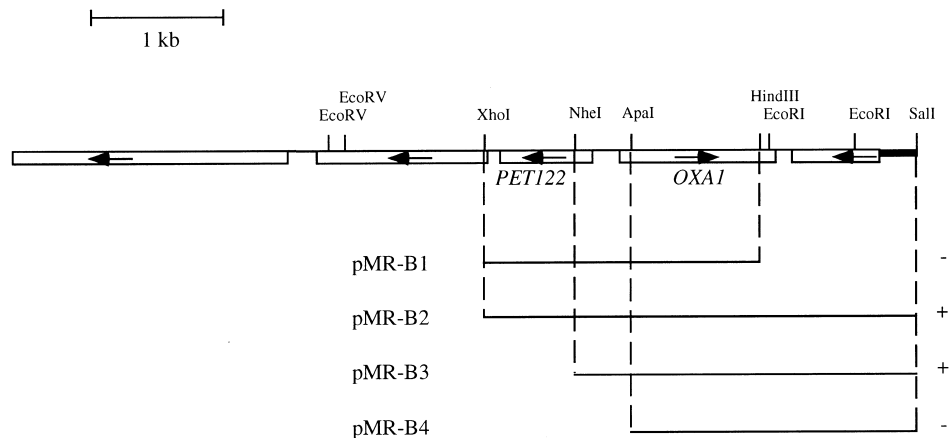 1 kb
EcoRV
EcoRV
XhoI
NheI
ApaI
HindIII
EcoRI
EcoRI
SalI
PET122
OXA1
pMR-B1
-
pMR-B2
+
pMR-B3
+
pMR-B4
-